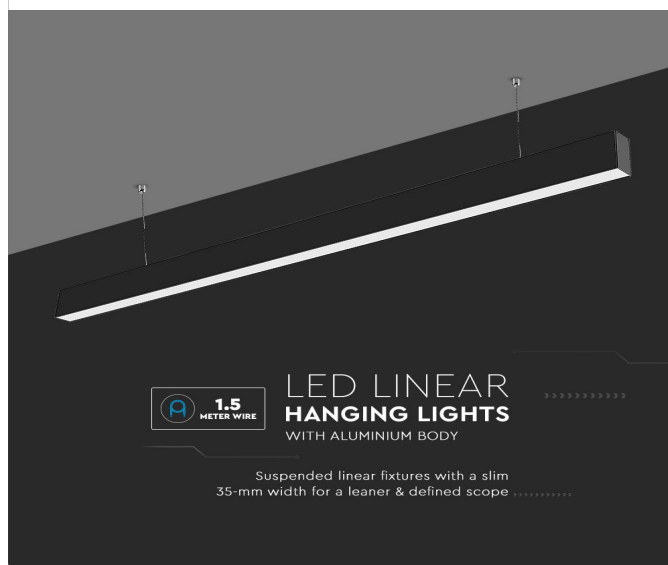 1.5
METER WIRE
LED LINEAR
HANGING LIGHTS
WITH ALUMINIUM BODY
Suspended linear fixtures with a slim
35-mm width for a leaner & defined scope